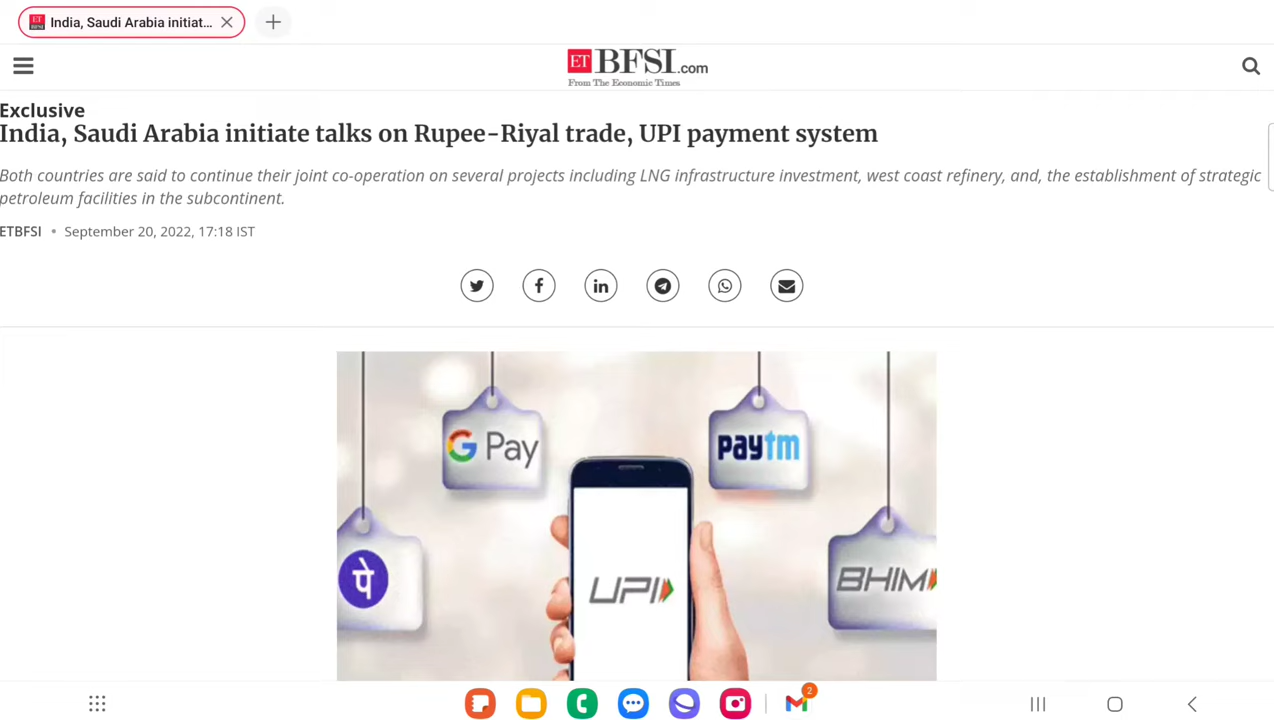 India, Saudi Arabia initiat...
ET BFSI.com
From The Economic Times
Exclusive
India, Saudi Arabia initiate talks on Rupee-Riyal trade, UPI payment system
Both countries are said to continue their joint co-operation on several projects including LNG infrastructure investment, west coast refinery, and, the establishment of strategic
petroleum facilities in the subcontinent.
ETBFSI • September 20, 2022, 17:18 IST
G Pay
paytm
पे
UPI
BHIM
2